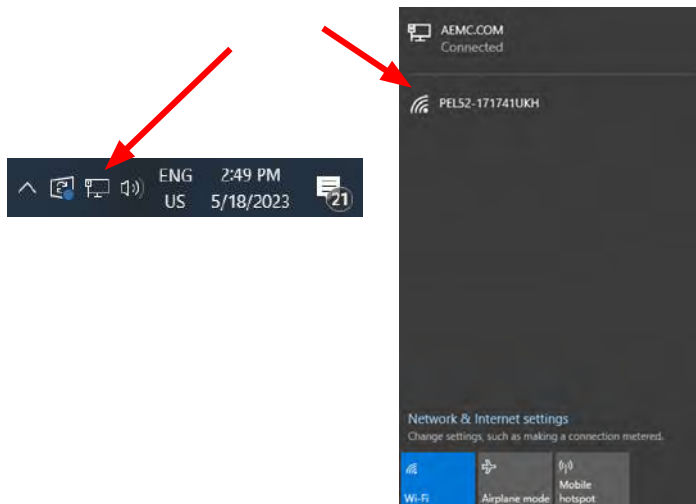 AEMC.COM
Connected
PEL52-171741UKH
ENG
US
2:49 PM
5/18/2023
21
Network & Internet settings
Change settings, such as making a connection metered.
Wi-Fi
Airplane mode
Mobile
hotspot